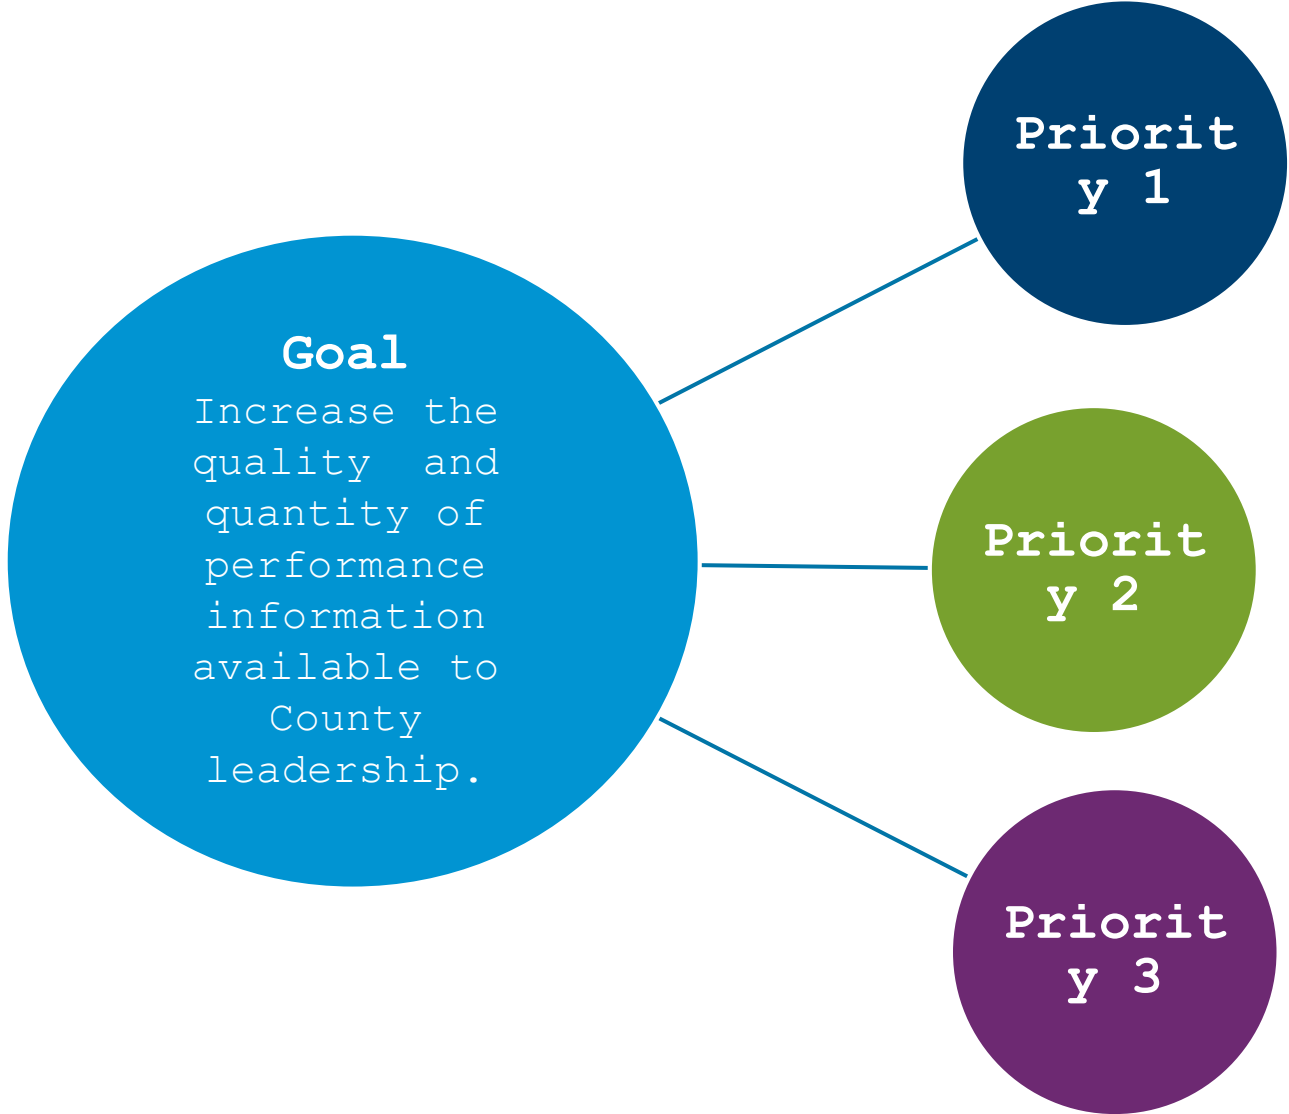 Goal
Increase the
quality  and
quantity of
performance
information
available to
County
leadership.
Priorit
y 1
Priorit
y 2
Priorit
y 3